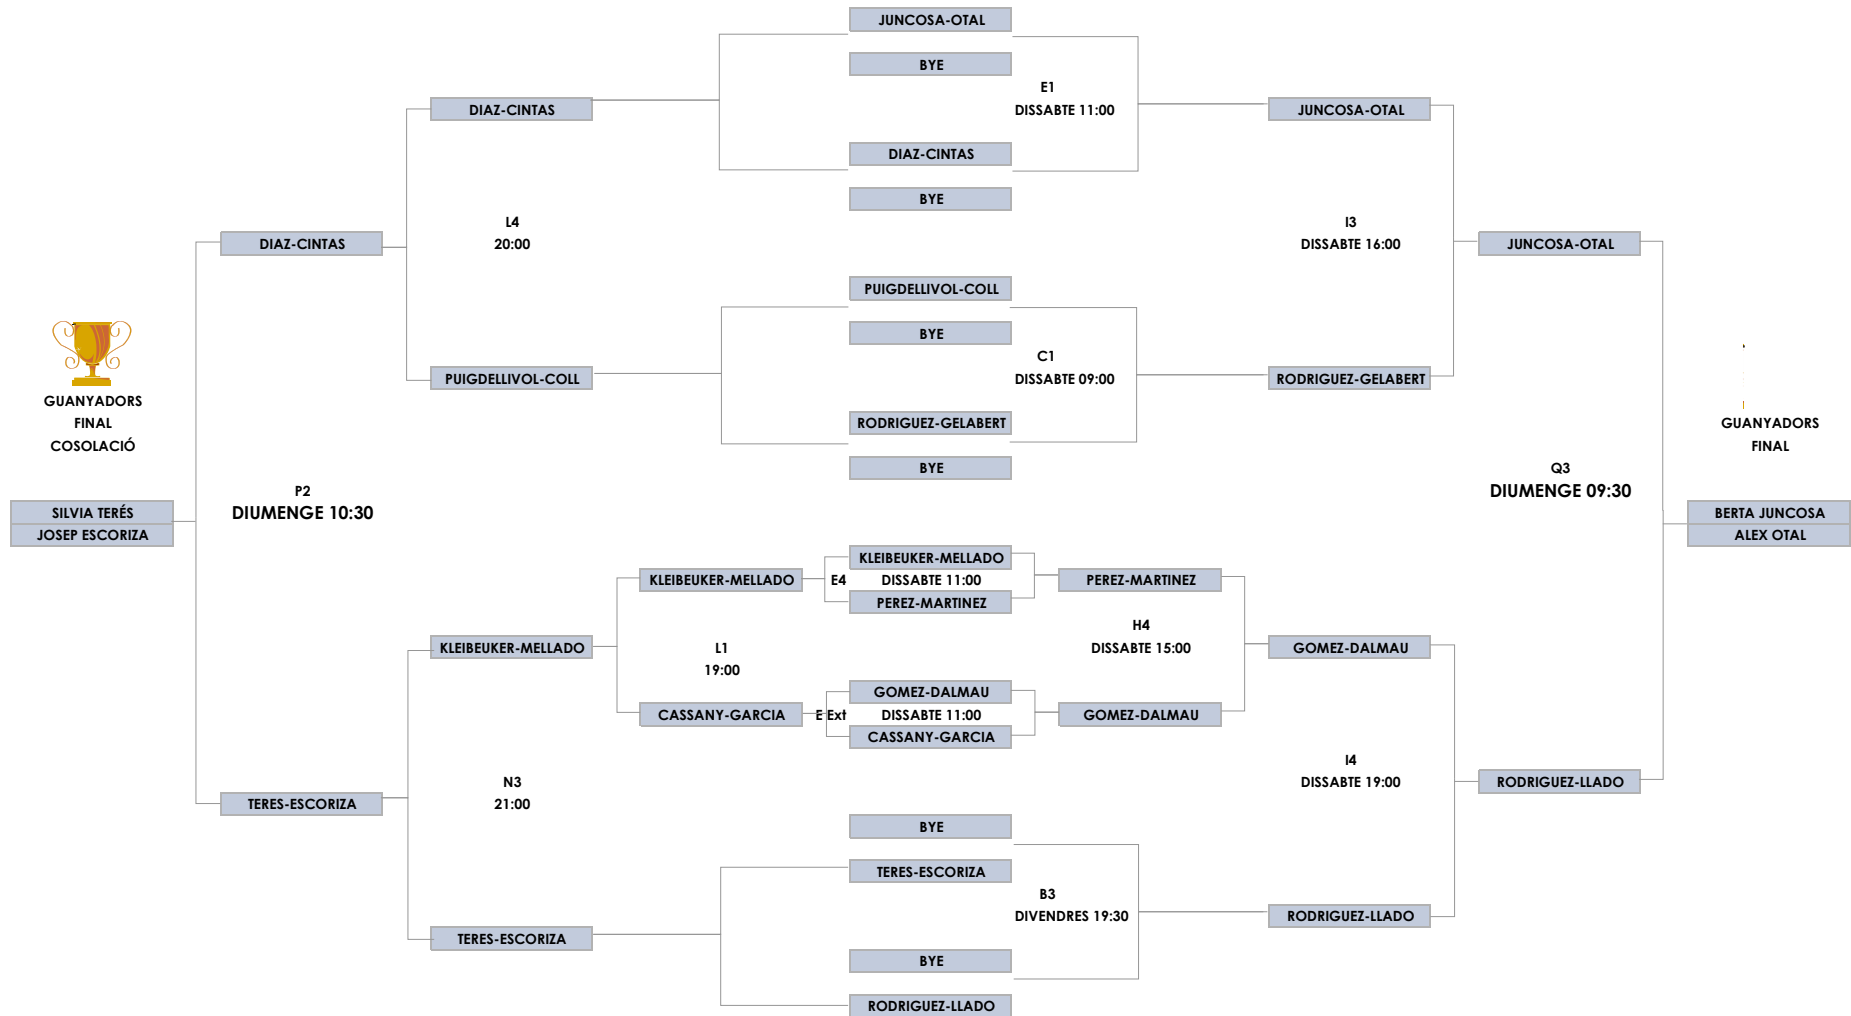 JUNCOSA-OTAL
BYE
E1
DIAZ-CINTAS
DISSABTE 11:00
JUNCOSA-OTAL
DIAZ-CINTAS
BYE
L4
I3
DIAZ-CINTAS
20:00
DISSABTE 16:00
JUNCOSA-OTAL
PUIGDELLIVOL-COLL
BYE
C1
PUIGDELLIVOL-COLL
DISSABTE 09:00
RODRIGUEZ-GELABERT
GUANYADORS
FINAL
COSOLACIÓ
RODRIGUEZ-GELABERT
GUANYADORS
FINAL
BYE
P2
DIUMENGE 10:30
Q3
DIUMENGE 09:30
SILVIA TERÉS
JOSEP ESCORIZA
BERTA JUNCOSA
ALEX OTAL
KLEIBEUKER-MELLADO
KLEIBEUKER-MELLADO
E4
DISSABTE 11:00
PEREZ-MARTINEZ
PEREZ-MARTINEZ
H4
KLEIBEUKER-MELLADO
L1
DISSABTE 15:00
GOMEZ-DALMAU
19:00
GOMEZ-DALMAU
CASSANY-GARCIA
E Ext
DISSABTE 11:00
GOMEZ-DALMAU
CASSANY-GARCIA
I4
N3
DISSABTE 19:00
RODRIGUEZ-LLADO
TERES-ESCORIZA
21:00
BYE
TERES-ESCORIZA
B3
DIVENDRES 19:30
RODRIGUEZ-LLADO
TERES-ESCORIZA
BYE
RODRIGUEZ-LLADO